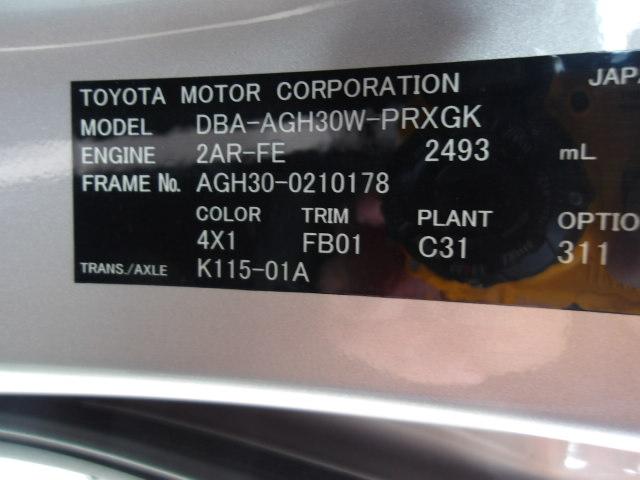 TOYOTA MOTOR CORPORATION JAPA
MODEL DBA-AGH30W-PRXGK
ENGINE 2AR-FE 2493 mL
FRAME No. AGH30-0210178
COLOR TRIM PLANT OPTIO
4X1 FB01 C31 311
TRANS./AXLE K115-01A